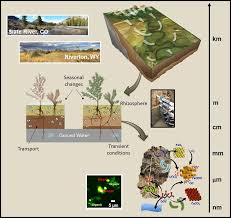 Slate River, CO
Riverton, WY
km
Seasonal
changes
Rhizosphere
m
Ground Water
cm
Transport
Transient
conditions
mm
μm
nm
5 μm